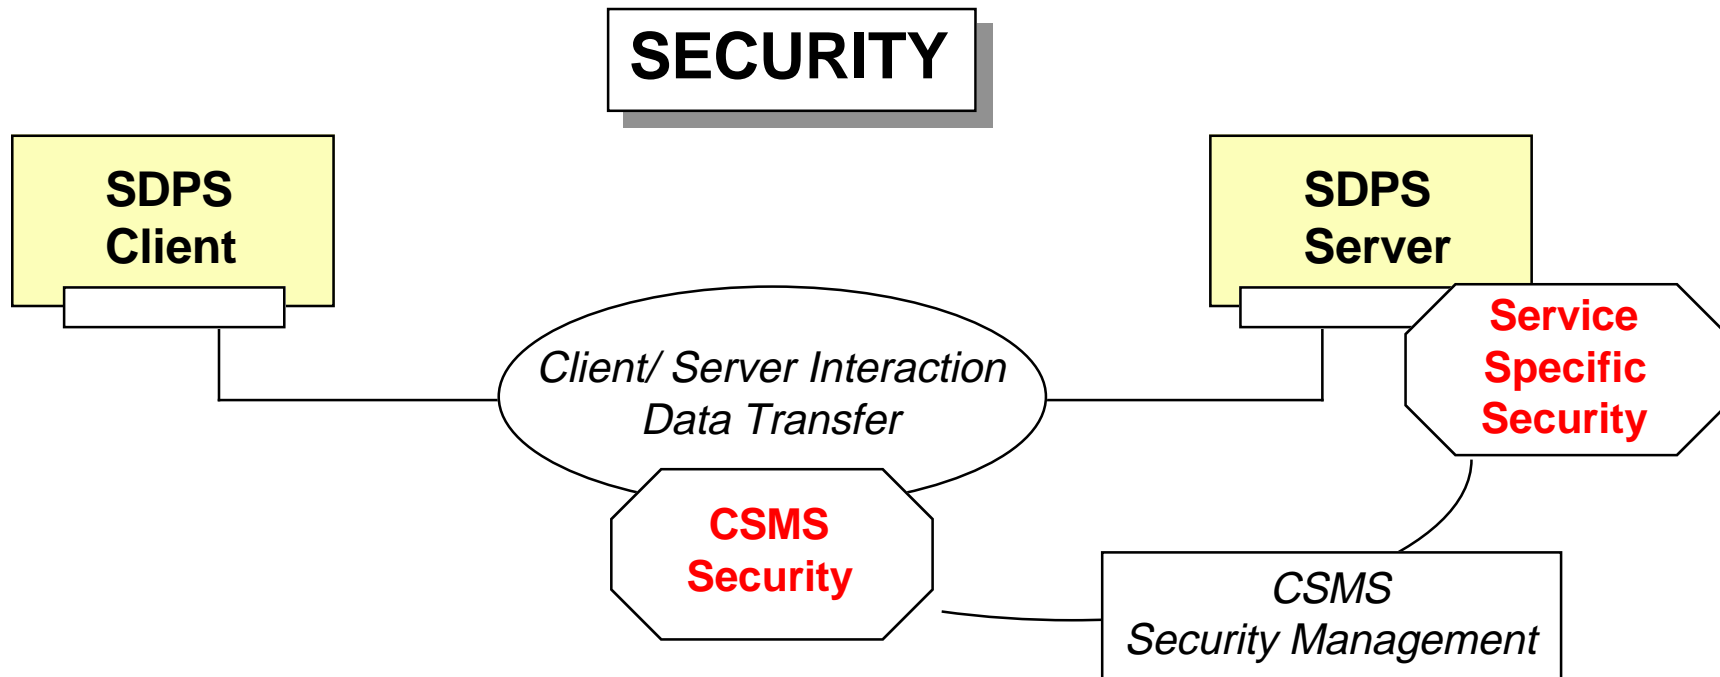 SECURITY
SDPS
Client
SDPS
Server
Client/ Server Interaction
Data Transfer
Service
Specific
Security
CSMS
Security
CSMS
Security Management